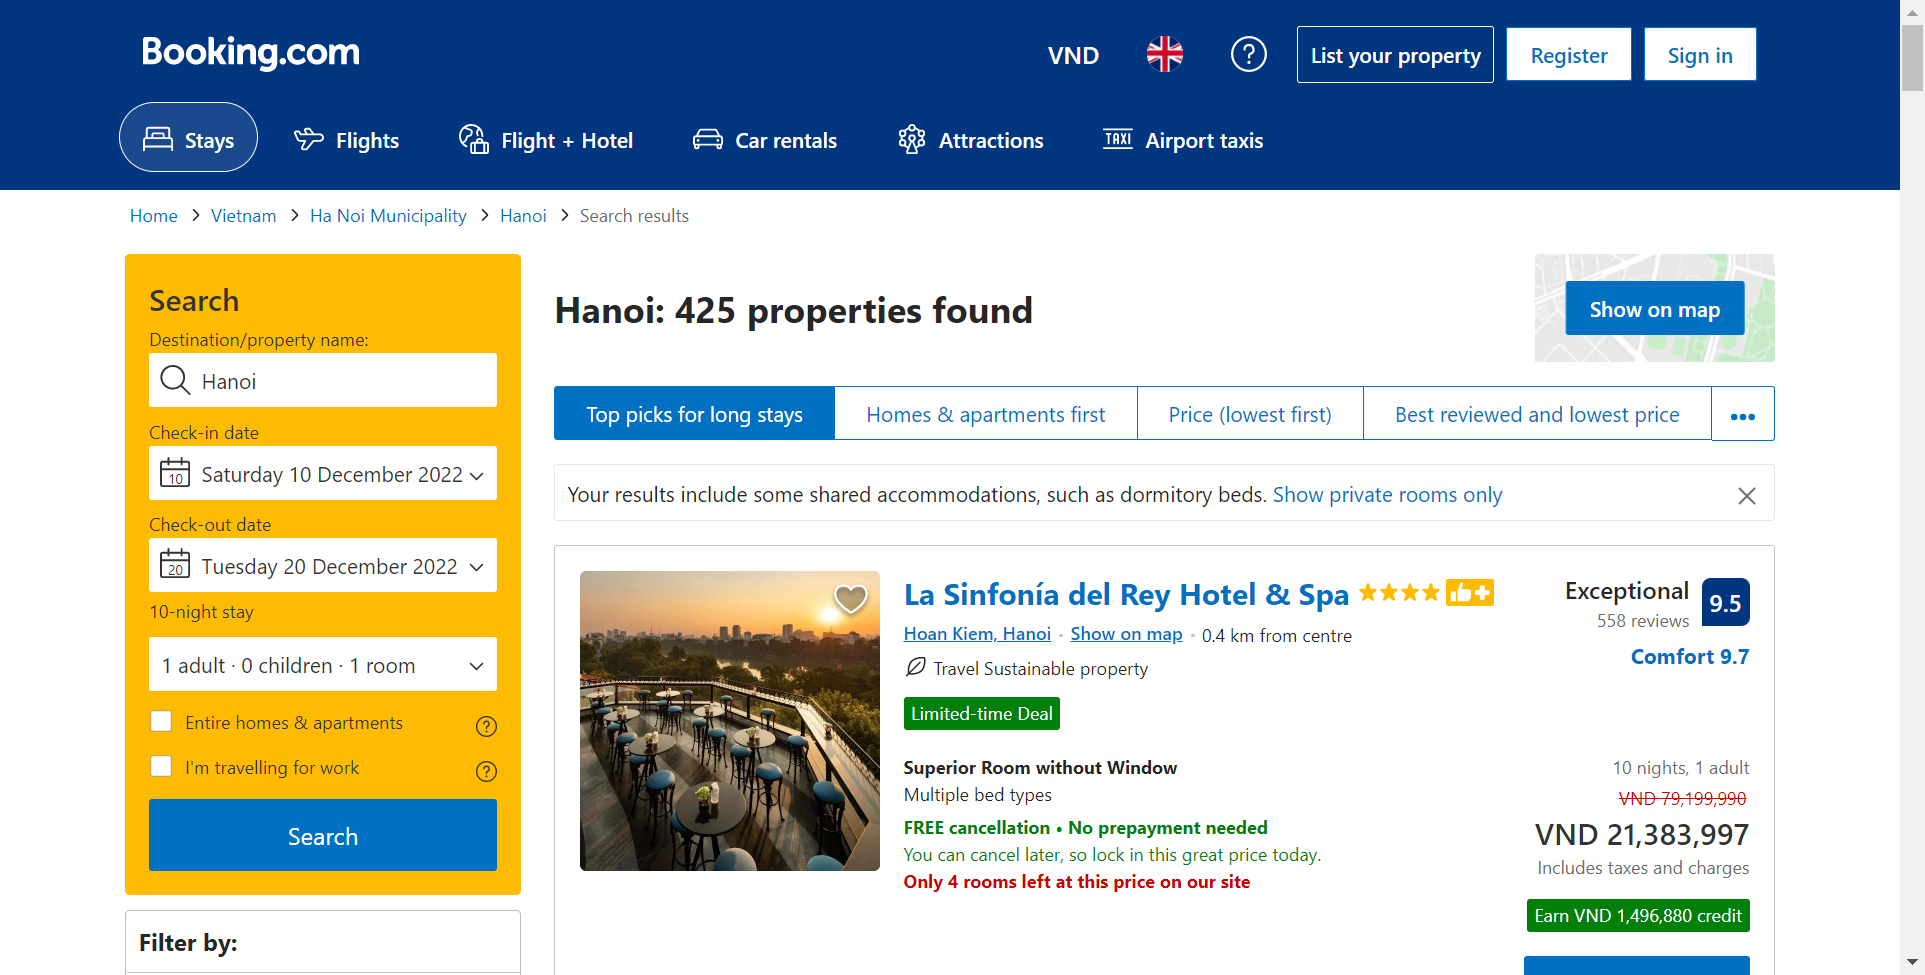 Booking.com
VND
List your property
Register
Sign in
Stays
Flights
Flight + Hotel
Car rentals
Attractions
TAXI
Airport taxis
Home > Vietnam > Ha Noi Municipality > Hanoi > Search results
Search
Destination/property name:
Hanoi
Check-in date
10
Saturday 10 December 2022
Check-out date
20
Tuesday 20 December 2022
10-night stay
1 adult · 0 children · 1 room
Entire homes & apartments
I'm travelling for work
Search
Filter by:
Hanoi: 425 properties found
Show on map
Top picks for long stays
Homes & apartments first
Price (lowest first)
Best reviewed and lowest price
Your results include some shared accommodations, such as dormitory beds. Show private rooms only
La Sinfonía del Rey Hotel & Spa
Hoan Kiem, Hanoi · Show on map · 0.4 km from centre
Travel Sustainable property
Limited-time Deal
Exceptional
9.5
558 reviews
Comfort 9.7
Superior Room without Window
Multiple bed types
FREE cancellation • No prepayment needed
You can cancel later, so lock in this great price today.
Only 4 rooms left at this price on our site
10 nights, 1 adult
VND 79,199,990
VND 21,383,997
Includes taxes and charges
Earn VND 1,496,880 credit